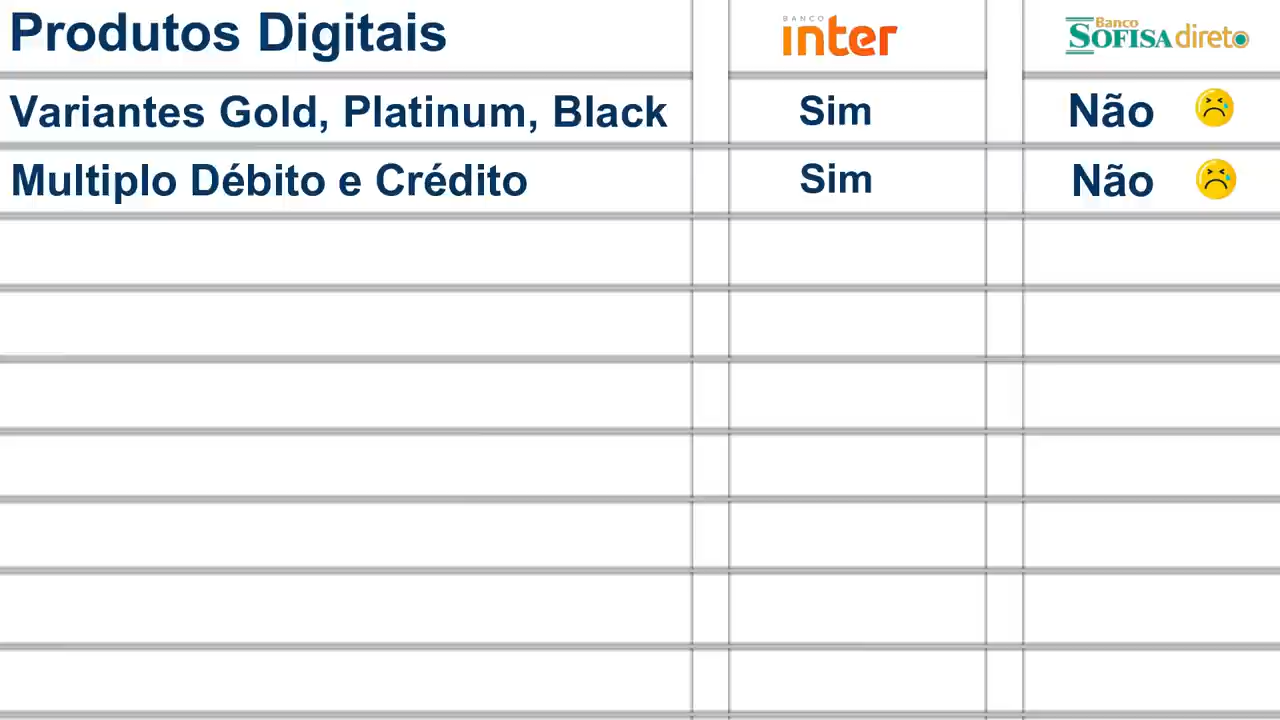 Produtos Digitais
BANCO
inter
Banco
SOFISA direto
Variantes Gold, Platinum, Black Sim Não
Multiplo Débito e Crédito Sim Não